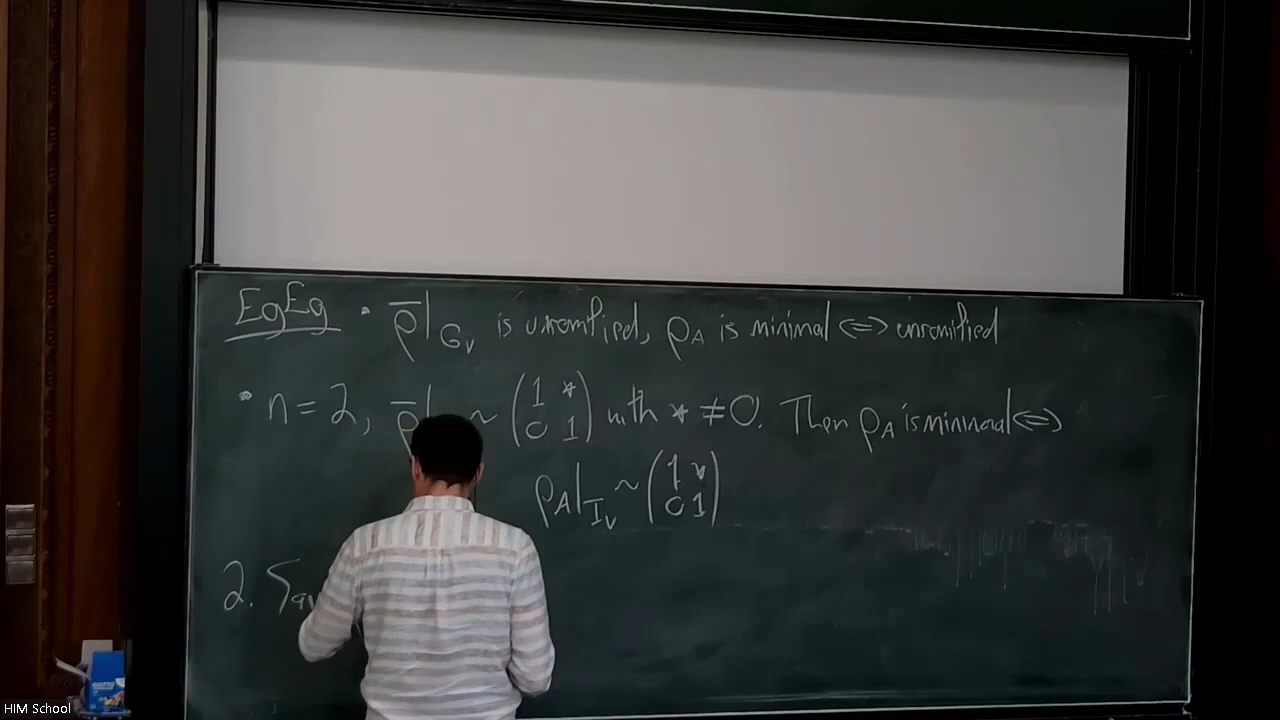 EgEg • ρ̄|_{G_v} is unramified, ρ_A is minimal ⇔ unramified
• n = 2, ρ̄| ~ (1 * / 0 1) with * ≠ 0. Then ρ_A is minimal ⇔
ρ_A|_{I_v} ~ (1 * / 0 1)
2. Say
HIM School